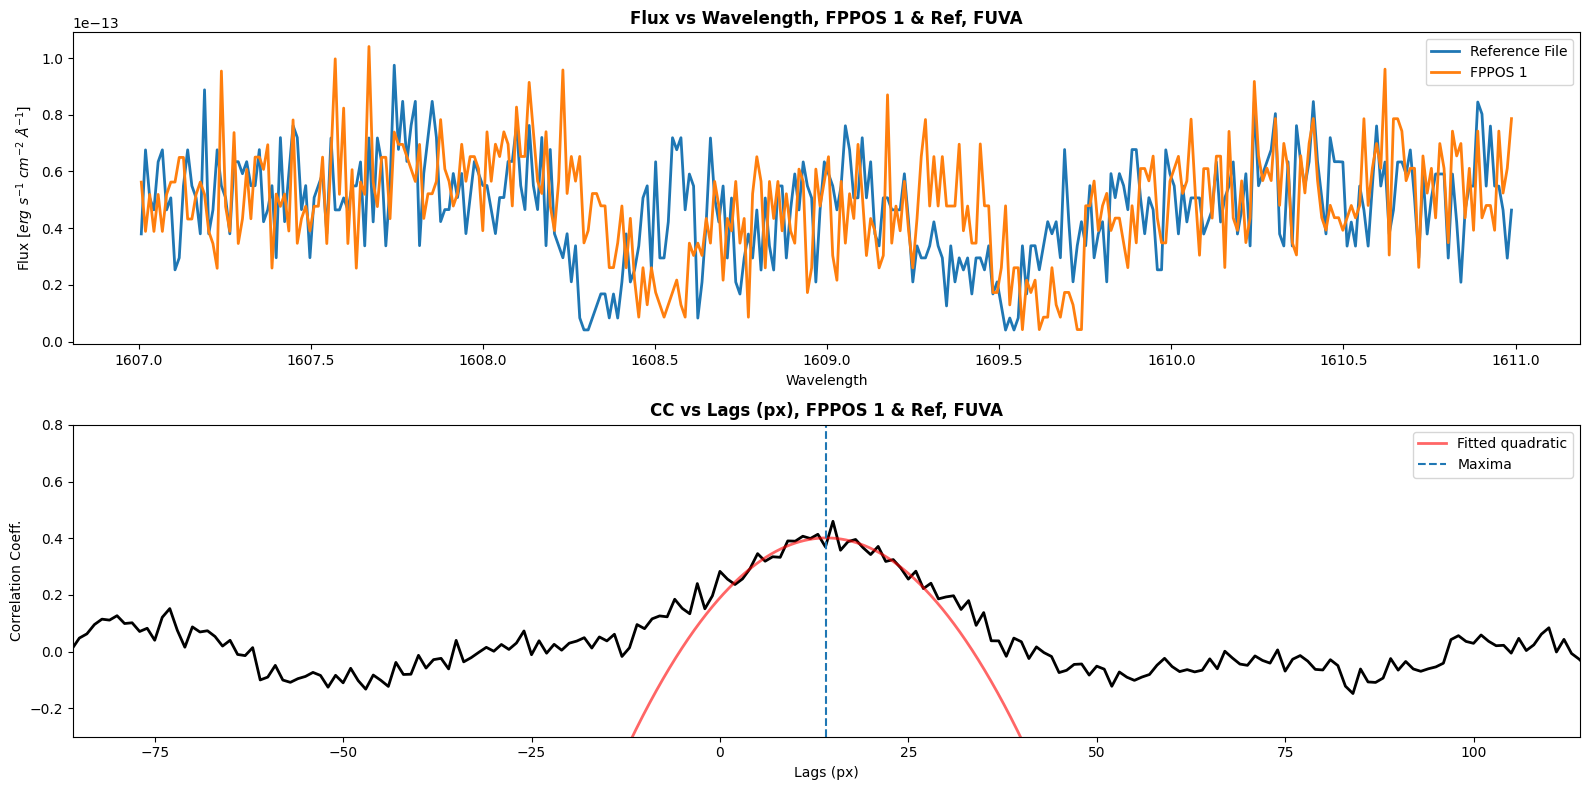 Flux vs Wavelength, FPPOS 1 & Ref, FUVA
1e−13
Flux [erg s⁻¹ cm⁻² Å⁻¹]
1.0
0.8
0.6
0.4
0.2
0.0
Reference File
FPPOS 1
1607.0 1607.5 1608.0 1608.5 1609.0 1609.5 1610.0 1610.5 1611.0
Wavelength
CC vs Lags (px), FPPOS 1 & Ref, FUVA
Correlation Coeff.
0.8
0.6
0.4
0.2
0.0
−0.2
Fitted quadratic
Maxima
−75 −50 −25 0 25 50 75 100
Lags (px)